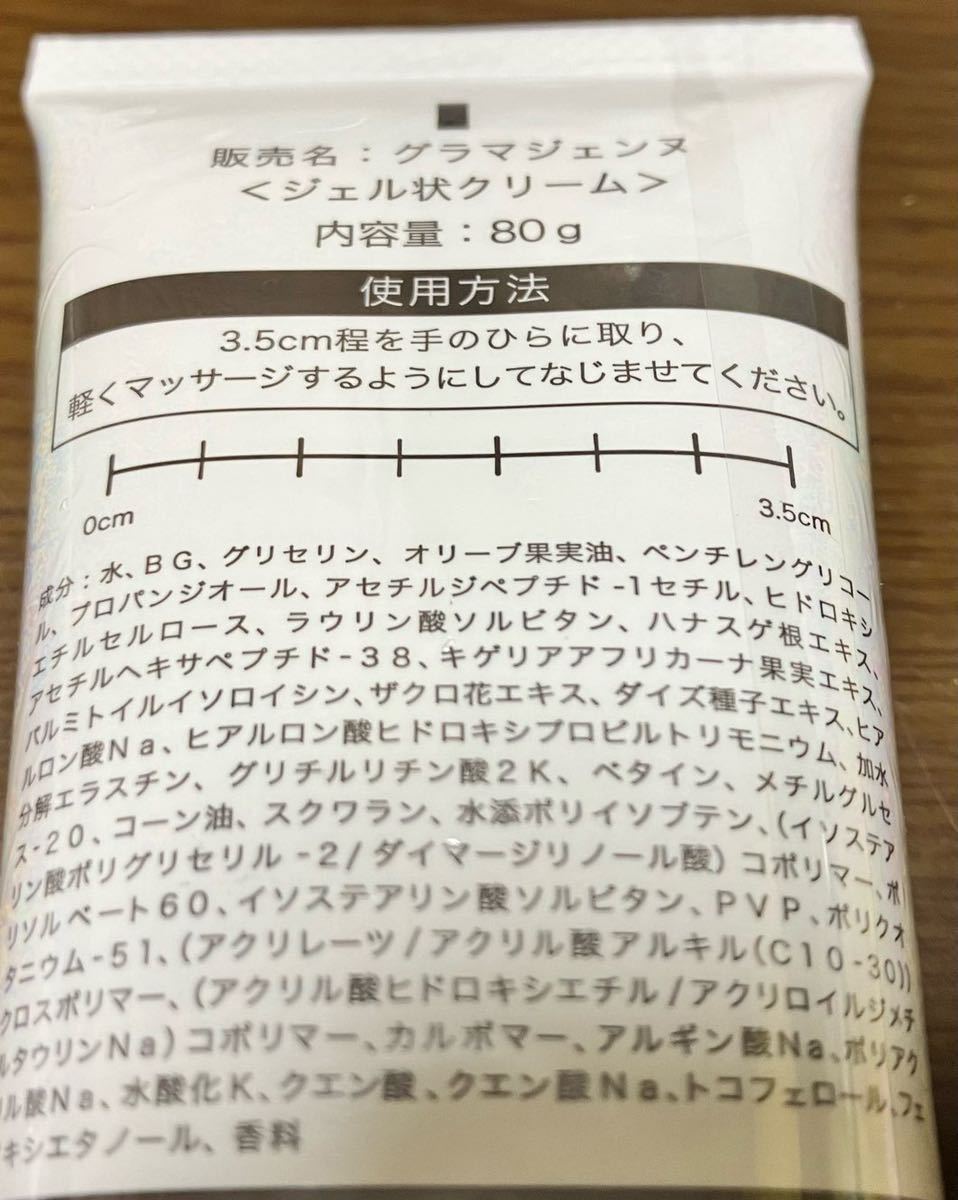 販売名：グラマジェンヌ
＜ジェル状クリーム＞
内容量：80g
使用方法
3.5cm程を手のひらに取り、
軽くマッサージするようにしてなじませてください。
0cm
3.5cm
成分：水、BG、グリセリン、オリーブ果実油、ペンチレングリコー
ル、プロパンジオール、アセチルジペプチド-1セチル、ヒドロキシ
エチルセルロース、ラウリン酸ソルビタン、ハナスゲ根エキス、
アセチルヘキサペプチド-38、キゲリアアフリカーナ果実エキス、
パルミトイルイソロイシン、ザクロ花エキス、ダイズ種子エキス、ヒア
ルロン酸Na、ヒアルロン酸ヒドロキシプロピルトリモニウム、加水
分解エラスチン、グリチルリチン酸2K、ベタイン、メチルグルセ
ス-20、コーン油、スクワラン、水添ポリイソブテン、(イソステア
リン酸ポリグリセリル-2/ダイマージリノール酸)コポリマー、ポ
リソルベート60、イソステアリン酸ソルビタン、PVP、ポリクオ
タニウム-51、(アクリレーツ/アクリル酸アルキル(C10-30))
クロスポリマー、(アクリル酸ヒドロキシエチル/アクリロイルジメチ
ルタウリンNa)コポリマー、カルボマー、アルギン酸Na、ポリアク
リル酸Na、水酸化K、クエン酸、クエン酸Na、トコフェロール、フェ
ノキシエタノール、香料